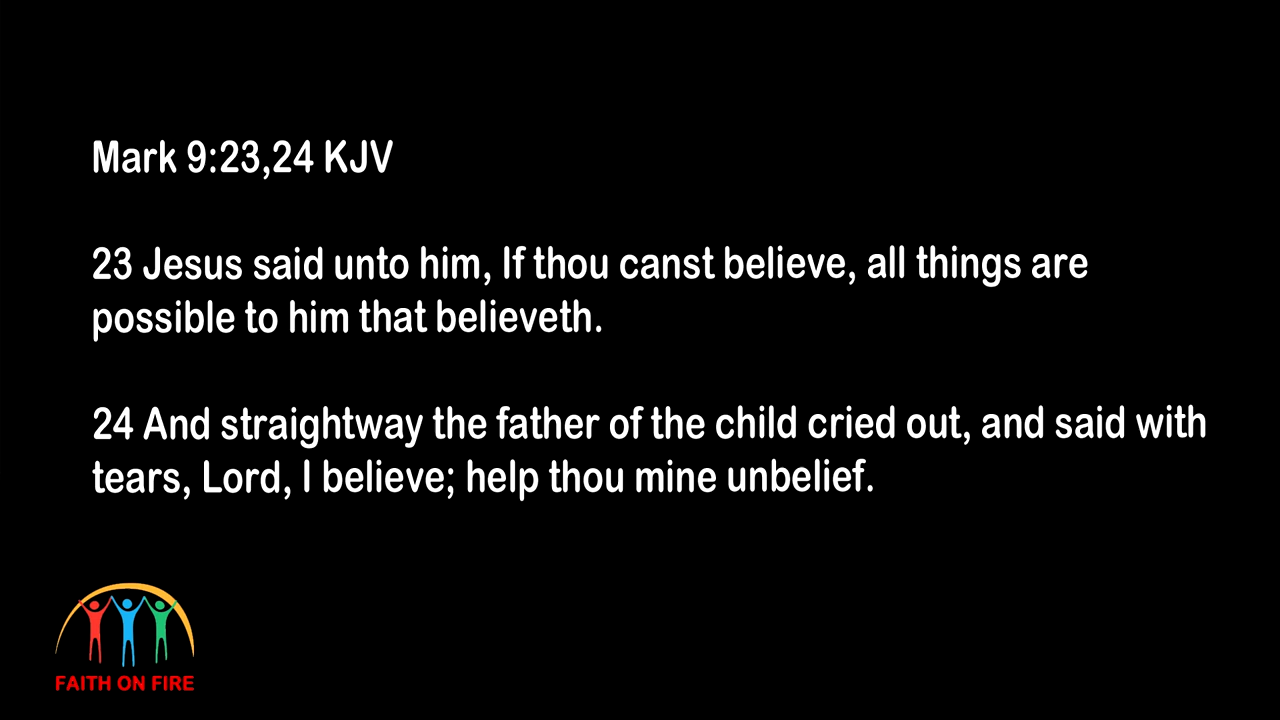 Mark 9:23,24 KJV
23 Jesus said unto him, If thou canst believe, all things are
possible to him that believeth.
24 And straightway the father of the child cried out, and said with
tears, Lord, I believe; help thou mine unbelief.
FAITH ON FIRE